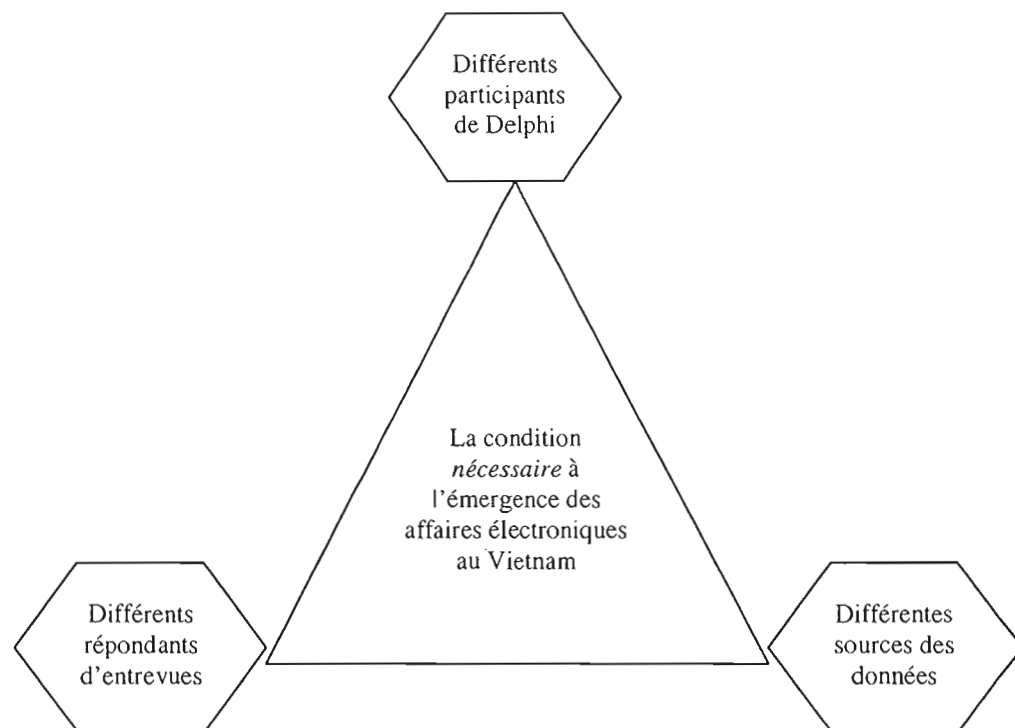 Différents
participants
de Delphi
La condition
nécessaire à
l'émergence des
affaires électroniques
au Vietnam
Différents
répondants
d'entrevues
Différentes
sources des
données